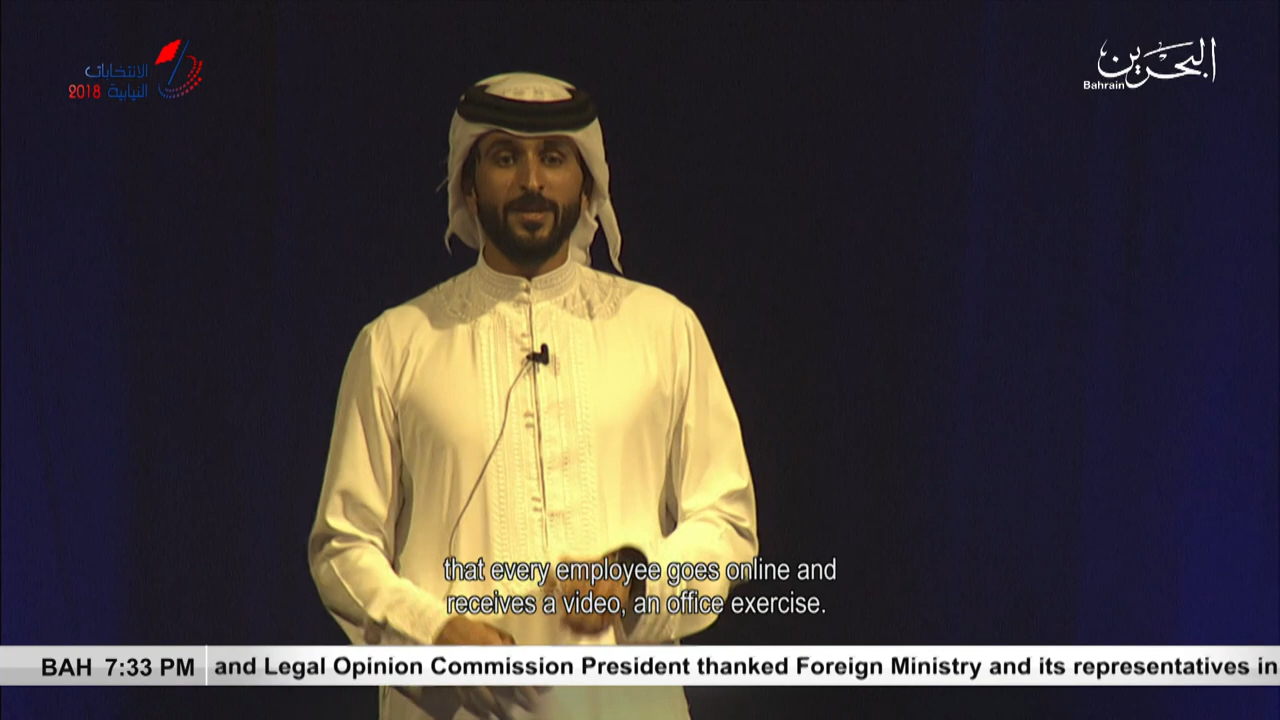 الانتخابات
النيابية 2018
البحرين
Bahrain
that every employee goes online and
receives a video, an office exercise.
BAH 7:33 PM and Legal Opinion Commission President thanked Foreign Ministry and its representatives in